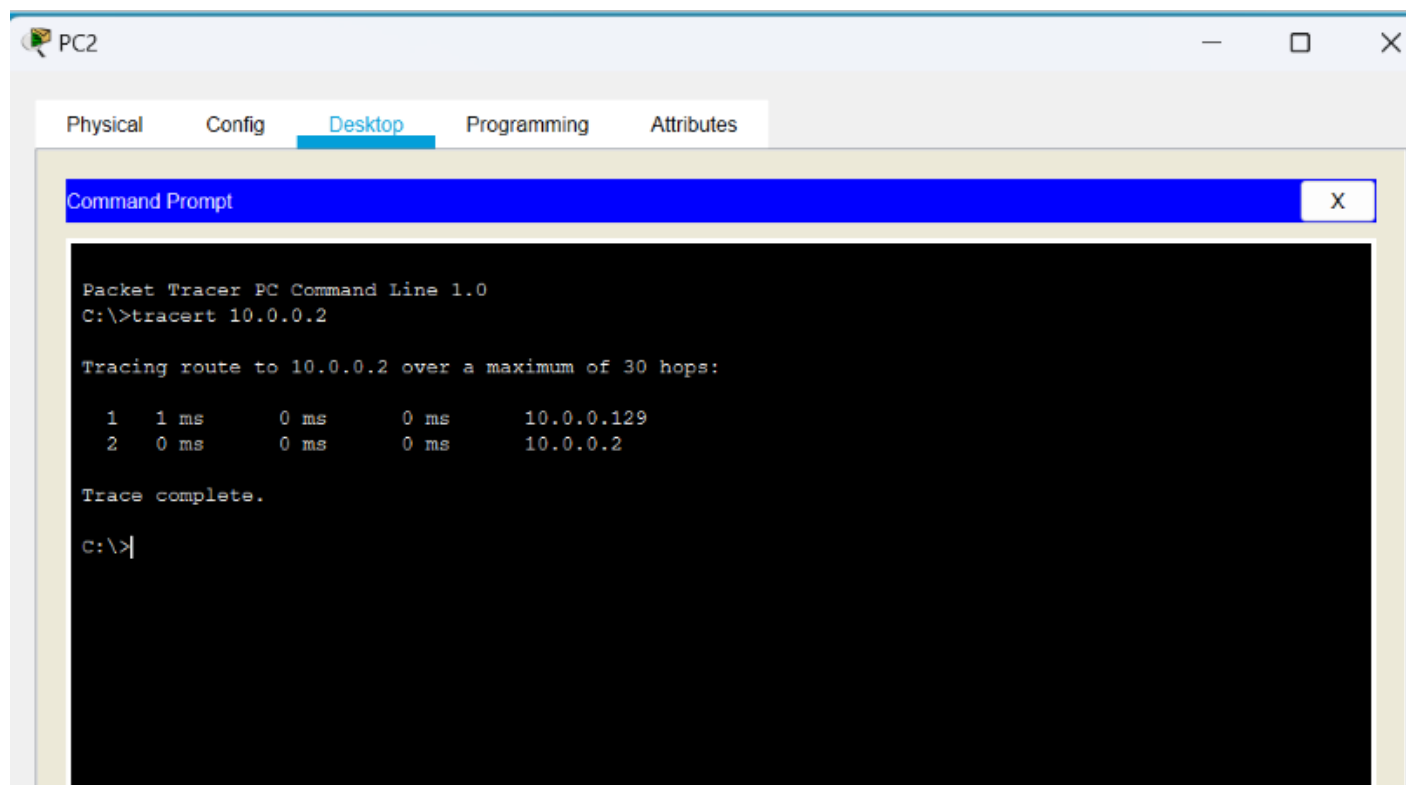 PC2
Physical Config Desktop Programming Attributes
Command Prompt X
Packet Tracer PC Command Line 1.0
C:\>tracert 10.0.0.2
Tracing route to 10.0.0.2 over a maximum of 30 hops:
1 1 ms 0 ms 0 ms 10.0.0.129
2 0 ms 0 ms 0 ms 10.0.0.2
Trace complete.
C:\>